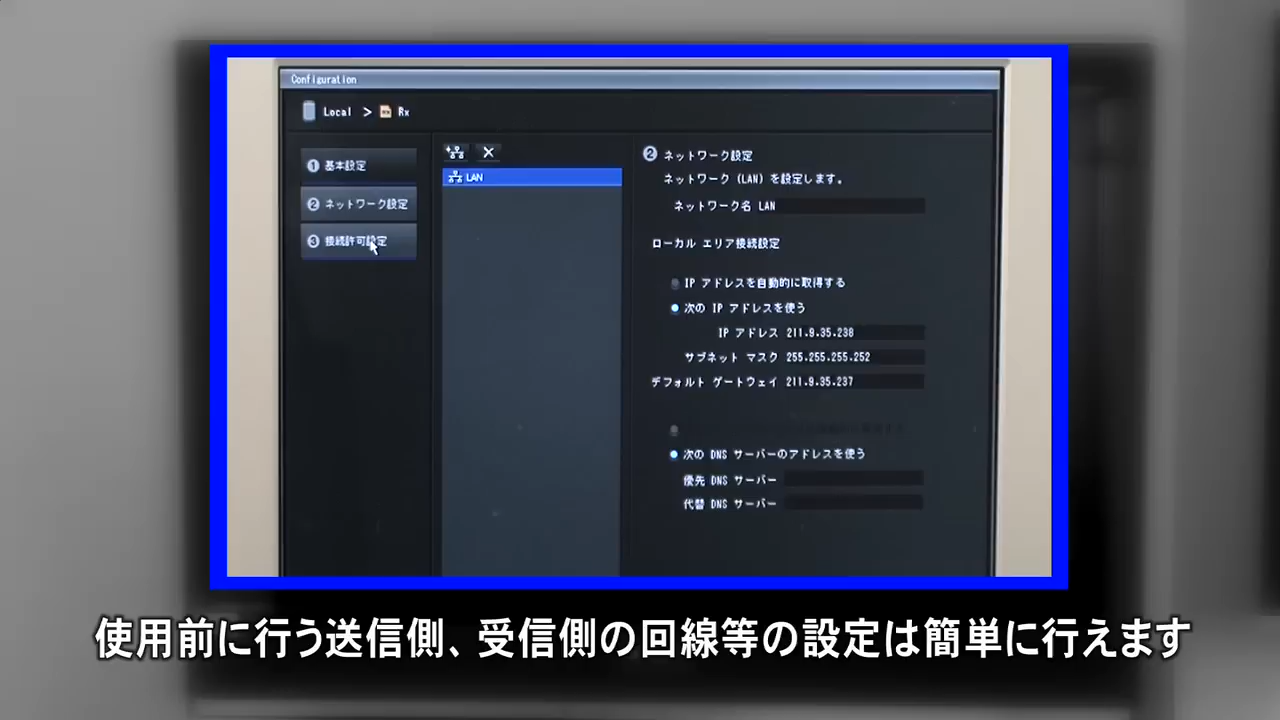 Configuration
Local > Rx
① 基本設定
② ネットワーク設定
③ 接続許可設定
LAN
② ネットワーク設定
ネットワーク (LAN) を設定します。
ネットワーク名 LAN
ローカル エリア接続設定
IP アドレスを自動的に取得する
次の IP アドレスを使う
IP アドレス 211.9.35.238
サブネット マスク 255.255.255.252
デフォルト ゲートウェイ 211.9.35.237
次の DNS サーバーのアドレスを使う
優先 DNS サーバー
代替 DNS サーバー
使用前に行う送信側、受信側の回線等の設定は簡単に行えます